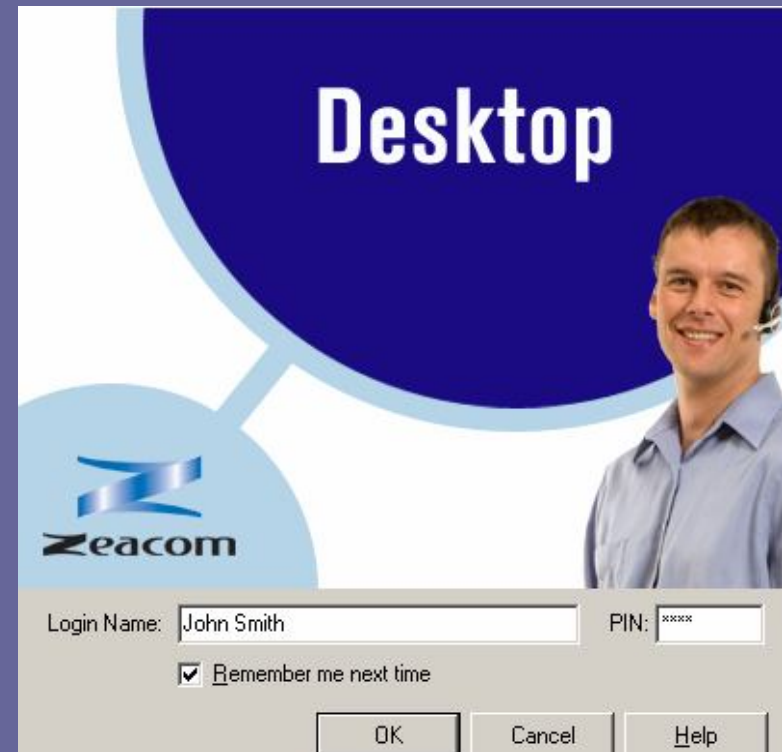 Desktop
Zeacom
Login Name: John Smith PIN: ****
Remember me next time
OK Cancel Help